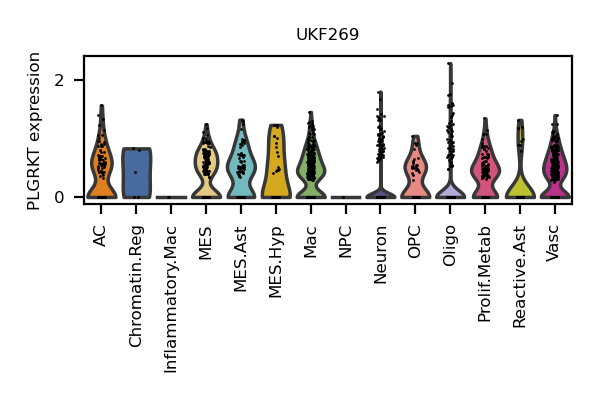 UKF269
PLGRKT expression
2
0
AC
Chromatin.Reg
Inflammatory.Mac
MES
MES.Ast
MES.Hyp
Mac
NPC
Neuron
OPC
Oligo
Prolif.Metab
Reactive.Ast
Vasc